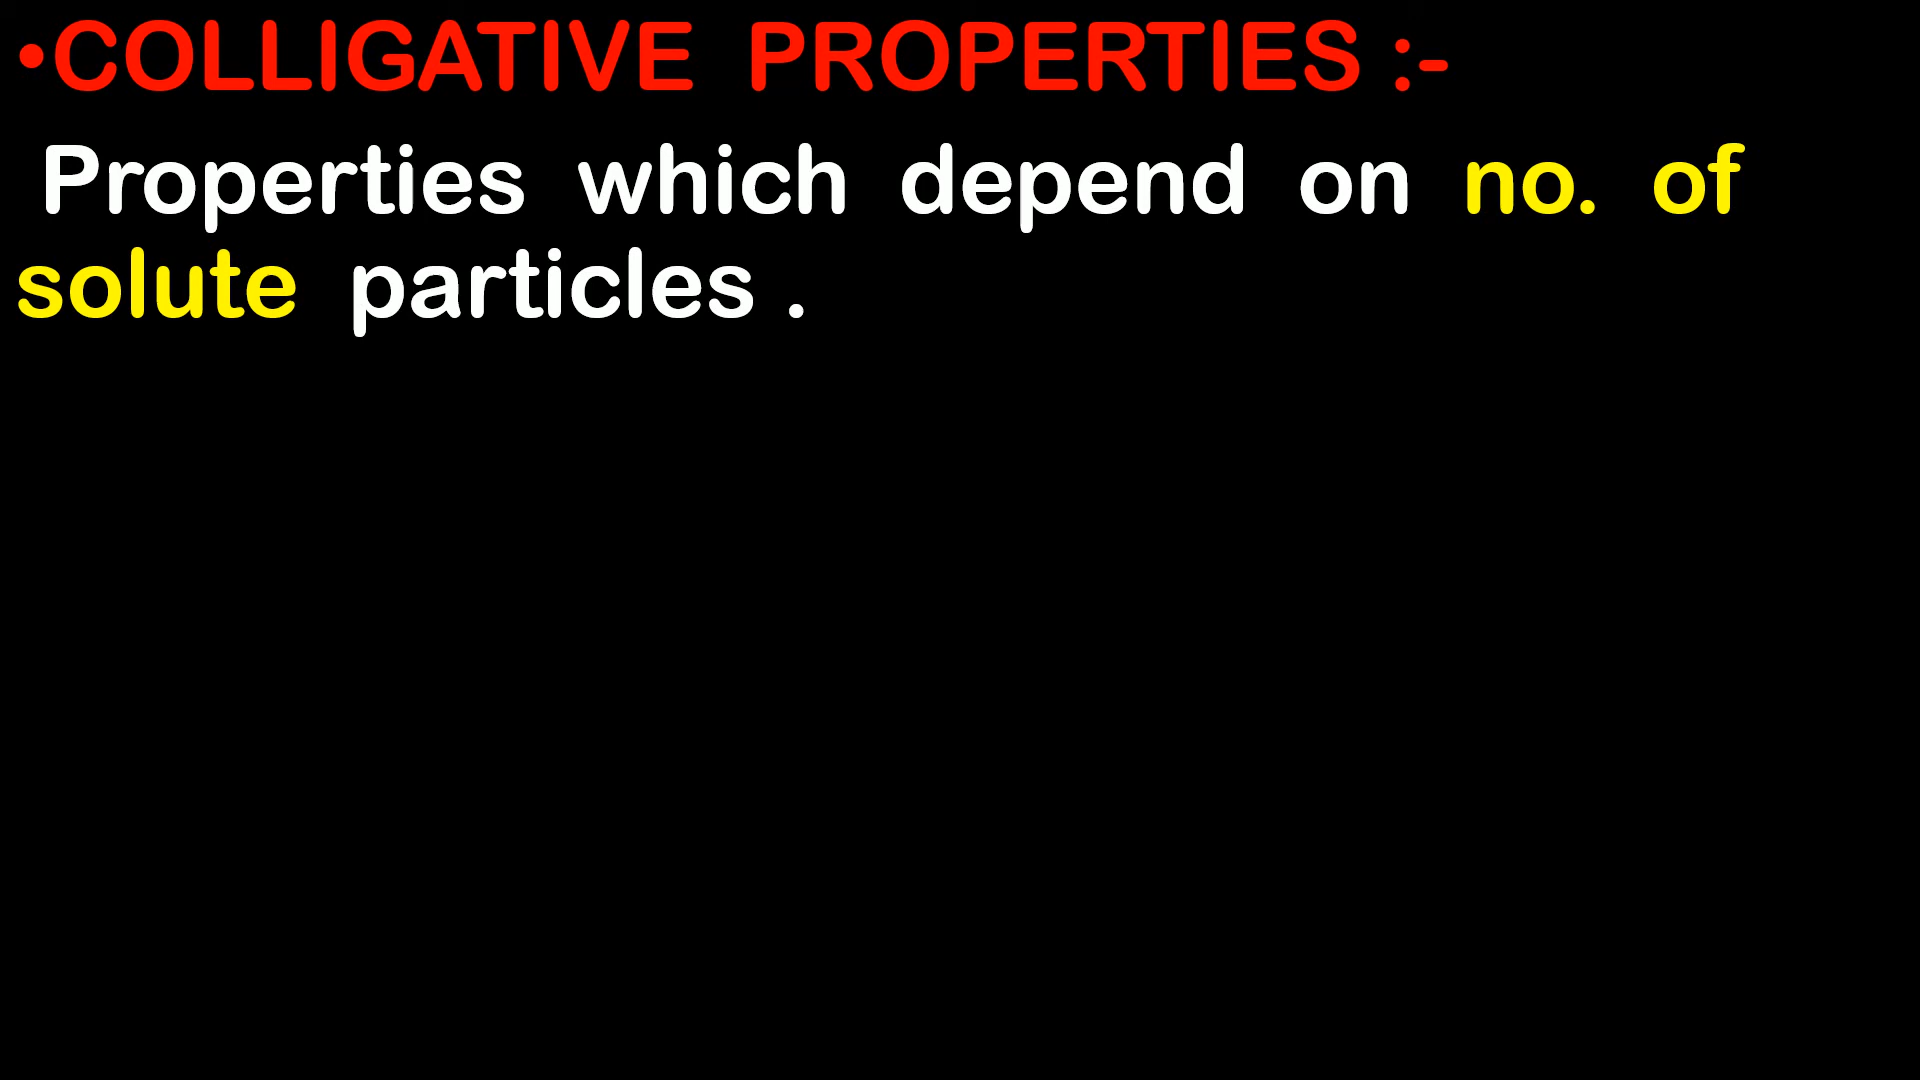 •COLLIGATIVE PROPERTIES :-
Properties which depend on no. of
solute particles .